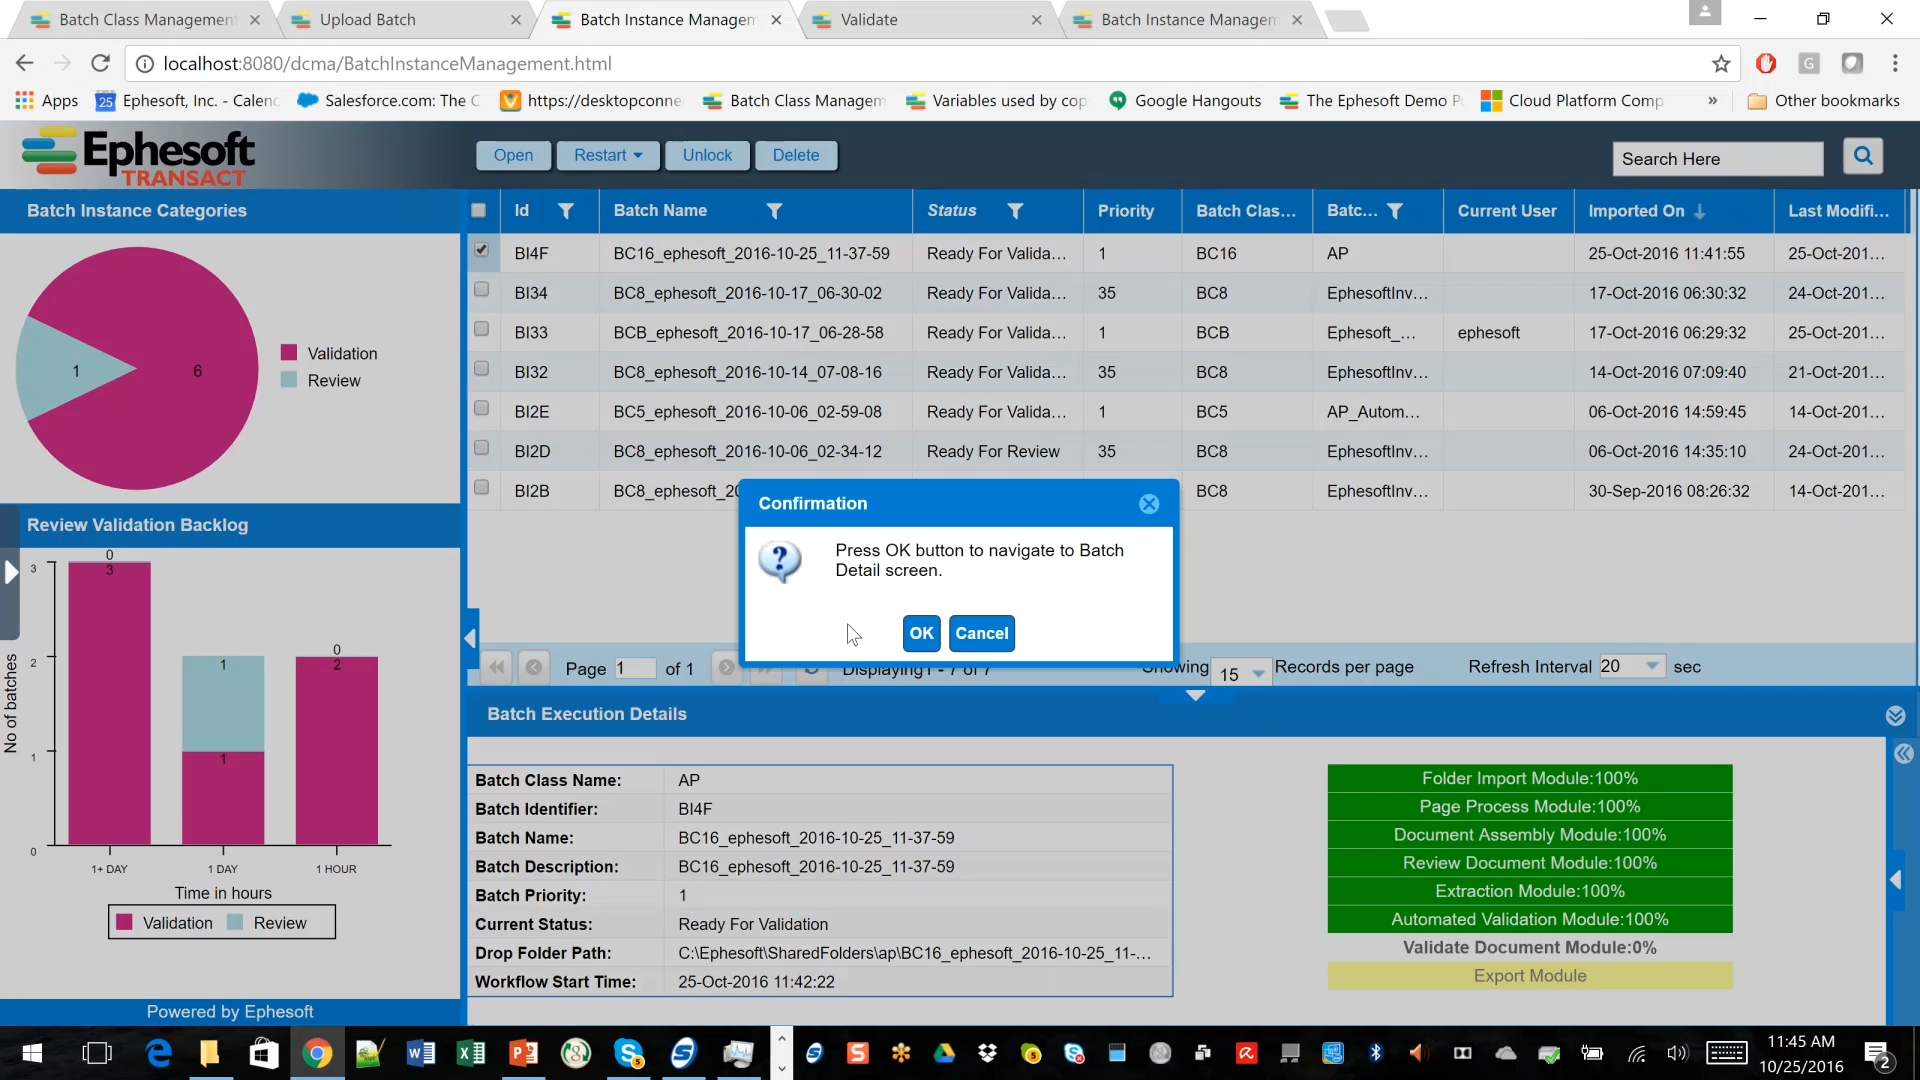 Batch Class Management
Upload Batch
Batch Instance Managem
Validate
Batch Instance Managem
localhost:8080/dcma/BatchInstanceManagement.html
G
Apps
25
Ephesoft, Inc. - Calenc
Salesforce.com: The C
https://desktopconne
Batch Class Managem
Variables used by cop
Google Hangouts
The Ephesoft Demo P
Cloud Platform Comp
»
Other bookmarks
Ephesoft
TRANSACT
Open
Restart
Unlock
Delete
Search Here
Batch Instance Categories
1
6
Validation
Review
Id
Batch Name
Status
Priority
Batch Clas...
Batc...
Current User
Imported On
Last Modifi...
BI4F BC16_ephesoft_2016-10-25_11-37-59 Ready For Valida... 1 BC16 AP 25-Oct-2016 11:41:55 25-Oct-201...
BI34 BC8_ephesoft_2016-10-17_06-30-02 Ready For Valida... 35 BC8 EphesoftInv... 17-Oct-2016 06:30:32 24-Oct-201...
BI33 BCB_ephesoft_2016-10-17_06-28-58 Ready For Valida... 1 BCB Ephesoft_... ephesoft 17-Oct-2016 06:29:32 25-Oct-201...
BI32 BC8_ephesoft_2016-10-14_07-08-16 Ready For Valida... 35 BC8 EphesoftInv... 14-Oct-2016 07:09:40 21-Oct-201...
BI2E BC5_ephesoft_2016-10-06_02-59-08 Ready For Valida... 1 BC5 AP_Autom... 06-Oct-2016 14:59:45 14-Oct-201...
BI2D BC8_ephesoft_2016-10-06_02-34-12 Ready For Review 35 BC8 EphesoftInv... 06-Oct-2016 14:35:10 24-Oct-201...
BI2B BC8_ephesoft_20 BC8 EphesoftInv... 30-Sep-2016 08:26:32 14-Oct-201...
Confirmation
Press OK button to navigate to Batch
Detail screen.
OK
Cancel
Page 1 of 1
Displaying 1 - 7 of 7
Showing 15 Records per page
Refresh Interval 20 sec
Review Validation Backlog
No of batches
3
2
1
0
0
3
1
1
0
2
1+ DAY
1 DAY
1 HOUR
Time in hours
Validation
Review
Powered by Ephesoft
Batch Execution Details
Batch Class Name: AP
Batch Identifier: BI4F
Batch Name: BC16_ephesoft_2016-10-25_11-37-59
Batch Description: BC16_ephesoft_2016-10-25_11-37-59
Batch Priority: 1
Current Status: Ready For Validation
Drop Folder Path: C:\Ephesoft\SharedFolders\ap\BC16_ephesoft_2016-10-25_11-...
Workflow Start Time: 25-Oct-2016 11:42:22
Folder Import Module:100%
Page Process Module:100%
Document Assembly Module:100%
Review Document Module:100%
Extraction Module:100%
Automated Validation Module:100%
Validate Document Module:0%
Export Module
11:45 AM
10/25/2016
2